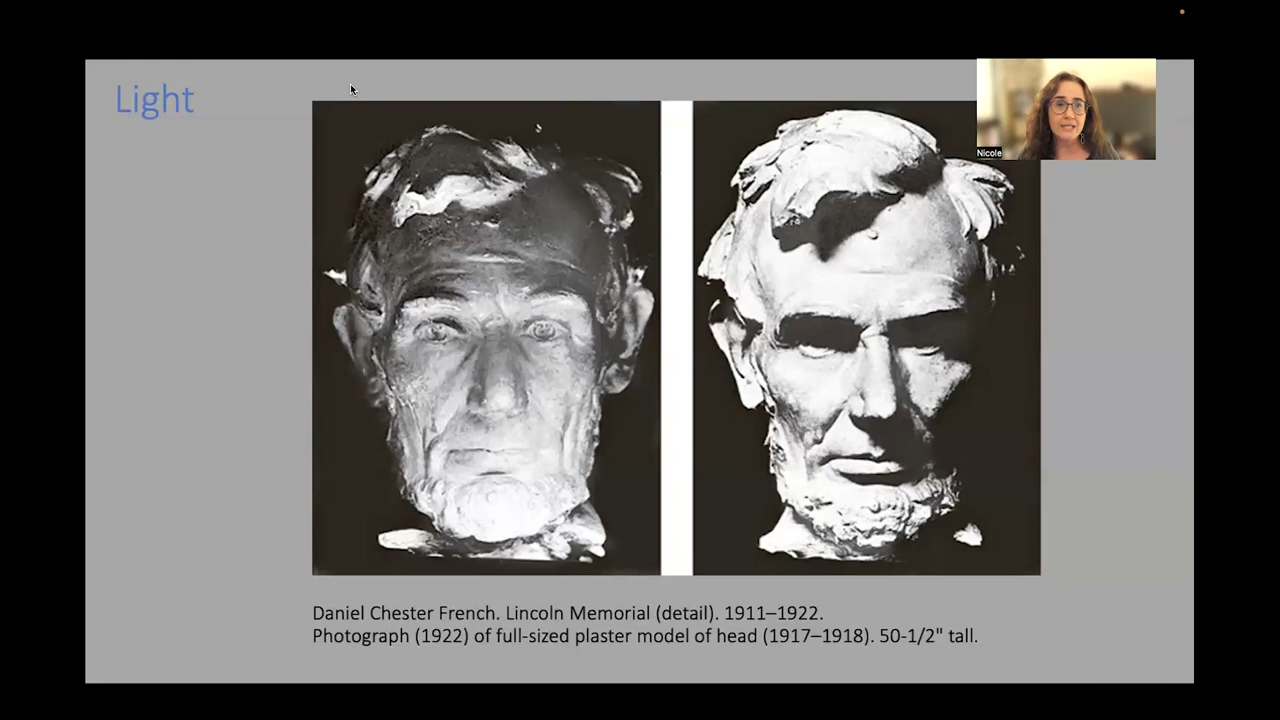 Light
Nicole
Daniel Chester French. Lincoln Memorial (detail). 1911–1922.
Photograph (1922) of full-sized plaster model of head (1917–1918). 50-1/2" tall.